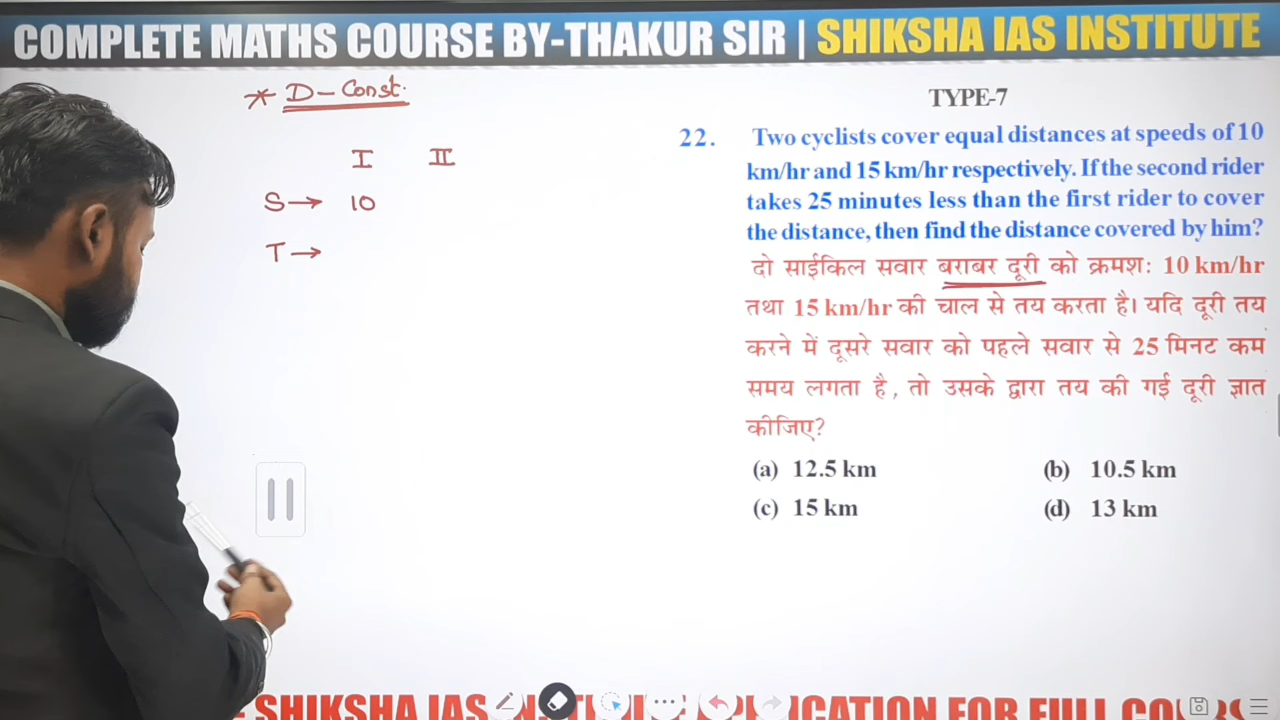 COMPLETE MATHS COURSE BY-THAKUR SIR | SHIKSHA IAS INSTITUTE
* D - Const.
I II
S → 10
T →
TYPE-7
22. Two cyclists cover equal distances at speeds of 10
km/hr and 15 km/hr respectively. If the second rider
takes 25 minutes less than the first rider to cover
the distance, then find the distance covered by him?
दो साईकिल सवार बराबर दूरी को क्रमश: 10 km/hr
तथा 15 km/hr की चाल से तय करता है। यदि दूरी तय
करने में दूसरे सवार को पहले सवार से 25 मिनट कम
समय लगता है, तो उसके द्वारा तय की गई दूरी ज्ञात
कीजिए?
(a) 12.5 km (b) 10.5 km
(c) 15 km (d) 13 km
SHIKSHA IAS FOR FULL